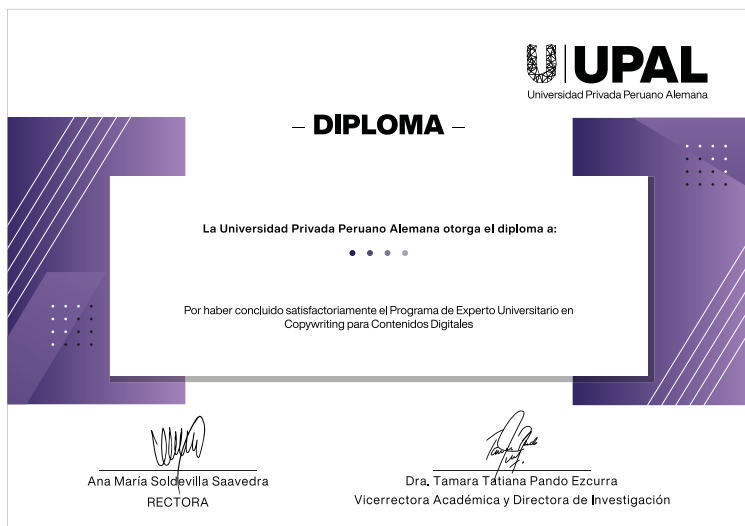 UPAL
Universidad Privada Peruano Alemana
– DIPLOMA –
La Universidad Privada Peruano Alemana otorga el diploma a:
Por haber concluido satisfactoriamente el Programa de Experto Universitario en
Copywriting para Contenidos Digitales
Ana María Soldevilla Saavedra
RECTORA
Dra. Tamara Tatiana Pando Ezcurra
Vicerrectora Académica y Directora de Investigación